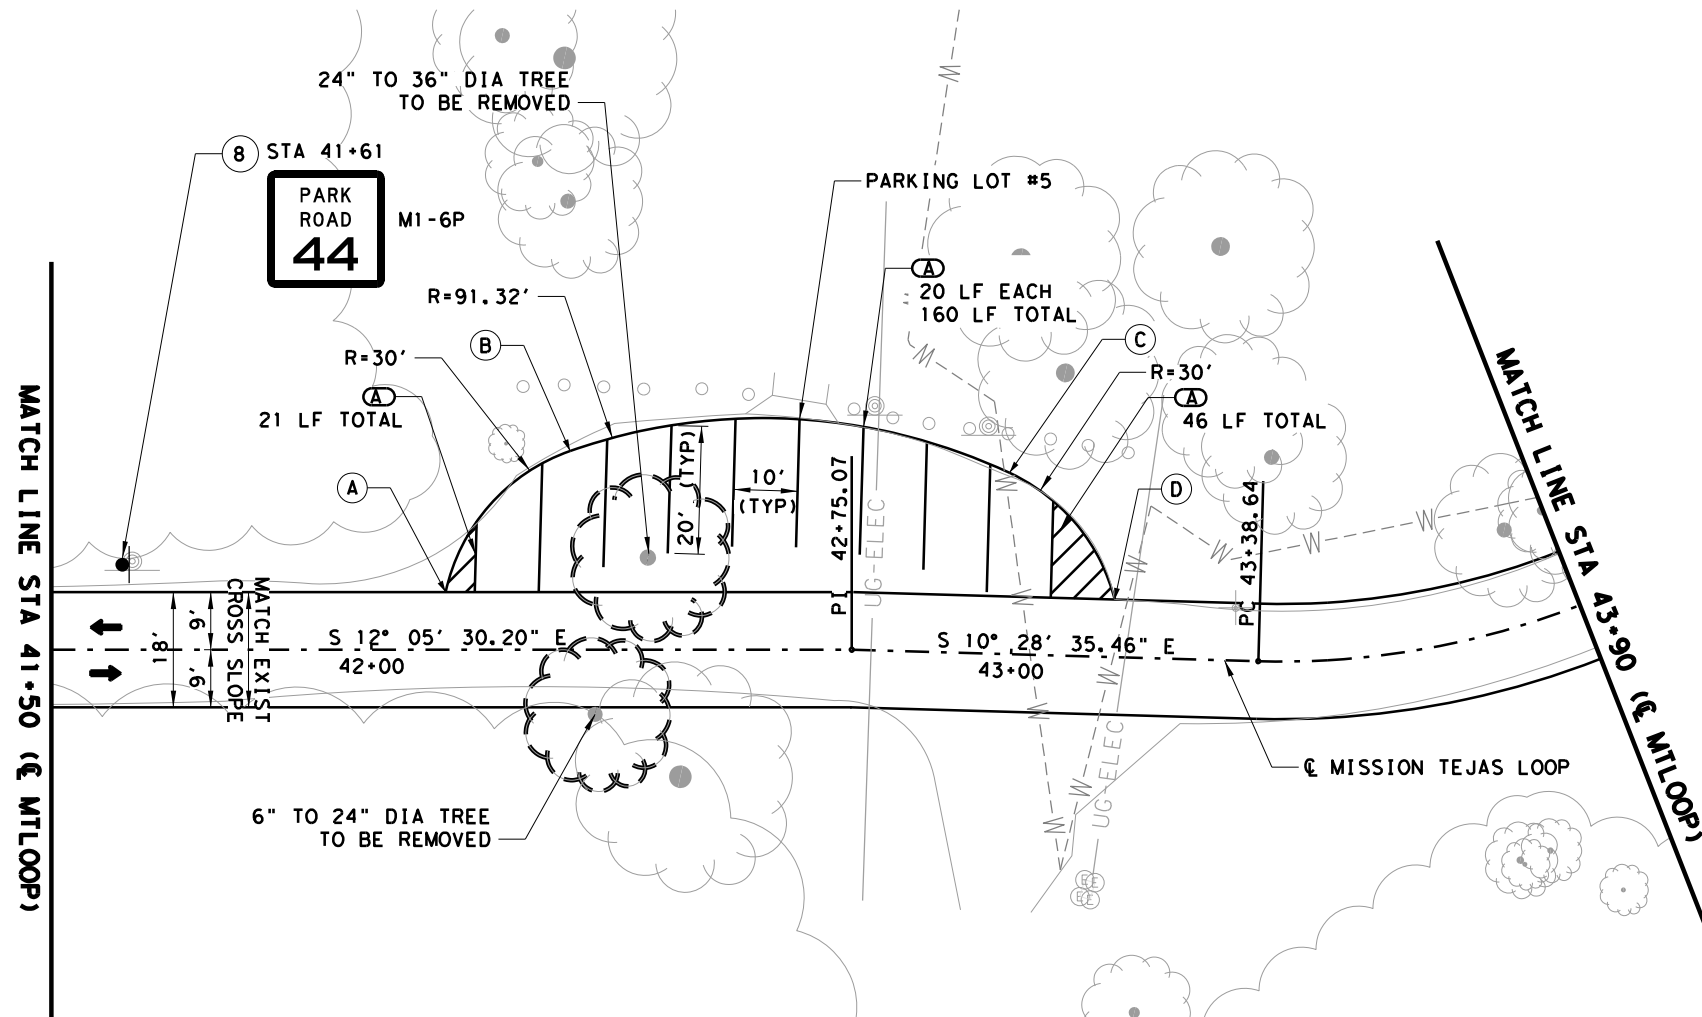 24" TO 36" DIA TREE
TO BE REMOVED
8 STA 41+61
PARK
ROAD
44
M1-6P
PARKING LOT #5
A
20 LF EACH
160 LF TOTAL
R=91.32'
B
R=30'
A
21 LF TOTAL
A
C
R=30'
A
46 LF TOTAL
D
20' (TYP)
10'
(TYP)
PI 42+75.07
PC 43+38.64
UG-ELEC
UG-ELEC
W
W
W
W
W
W
W
W
W
W
W
W
W
W
MATCH LINE STA 41+50 (℄ MTLOOP)
MATCH LINE STA 43+90 (℄ MTLOOP)
18'
9'
9'
MATCH EXIST
CROSS SLOPE
S 12° 05' 30.20" E
42+00
S 10° 28' 35.46" E
43+00
℄ MISSION TEJAS LOOP
6" TO 24" DIA TREE
TO BE REMOVED
E
E
E
E